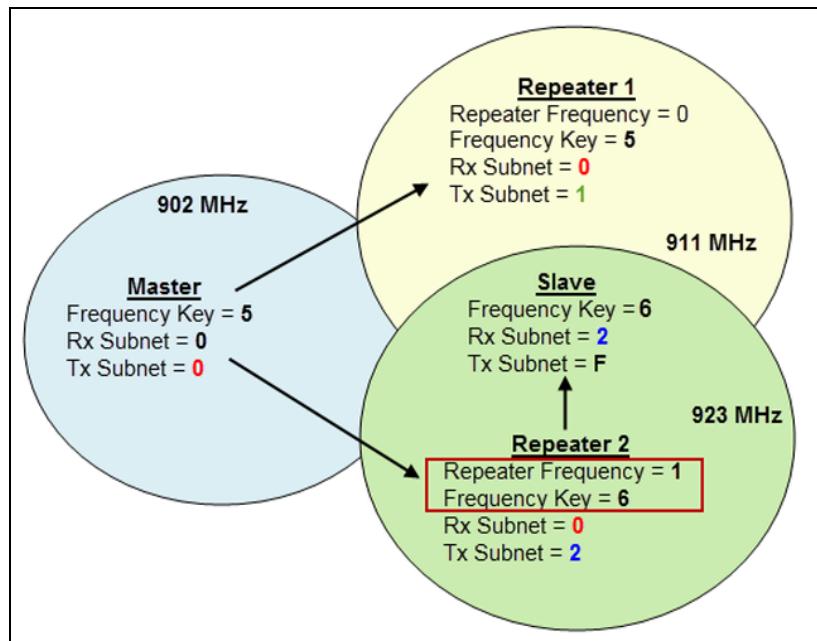 Repeater 1
Repeater Frequency = 0
Frequency Key = 5
Rx Subnet = 0
Tx Subnet = 1
902 MHz
911 MHz
Master
Frequency Key = 5
Rx Subnet = 0
Tx Subnet = 0
Slave
Frequency Key = 6
Rx Subnet = 2
Tx Subnet = F
923 MHz
Repeater 2
Repeater Frequency = 1
Frequency Key = 6
Rx Subnet = 0
Tx Subnet = 2